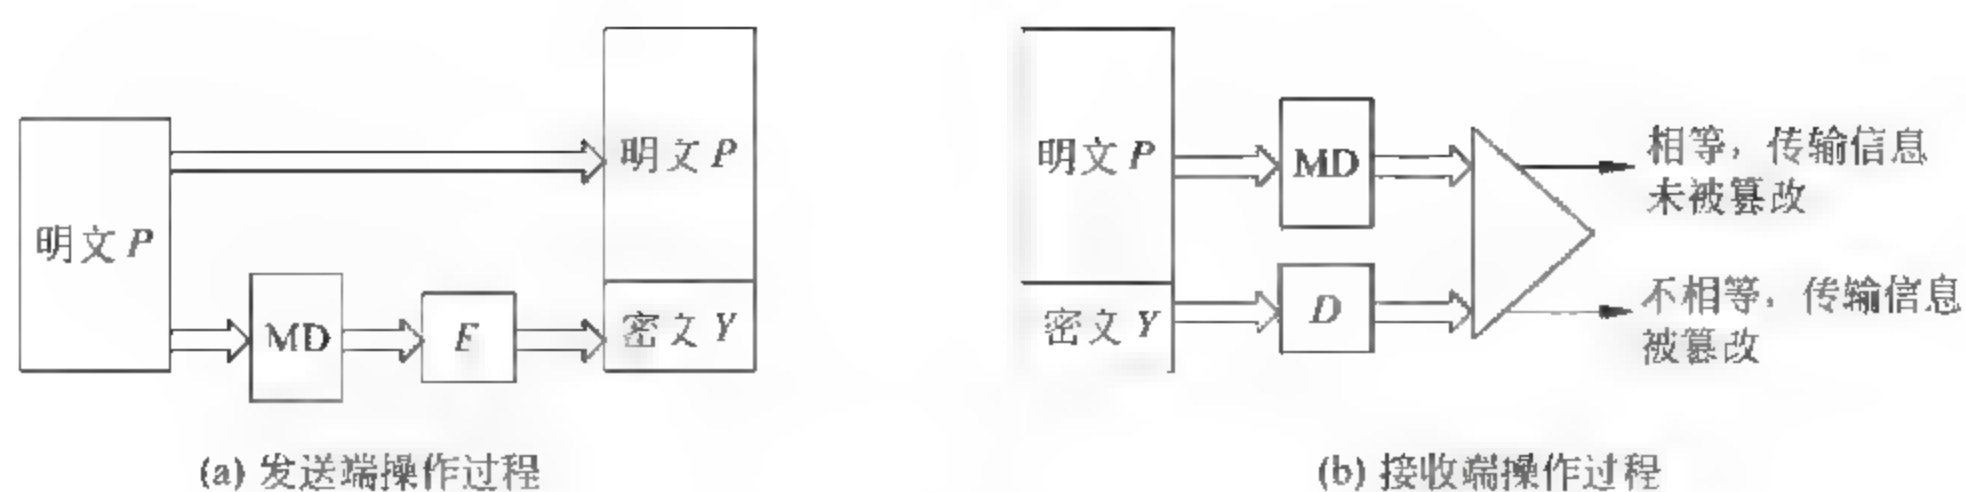 明文 P
MD
E
明文 P
密文 Y
(a) 发送端操作过程
明文 P
密文 Y
MD
D
相等，传输信息
未被篡改
不相等，传输信息
被篡改
(b) 接收端操作过程